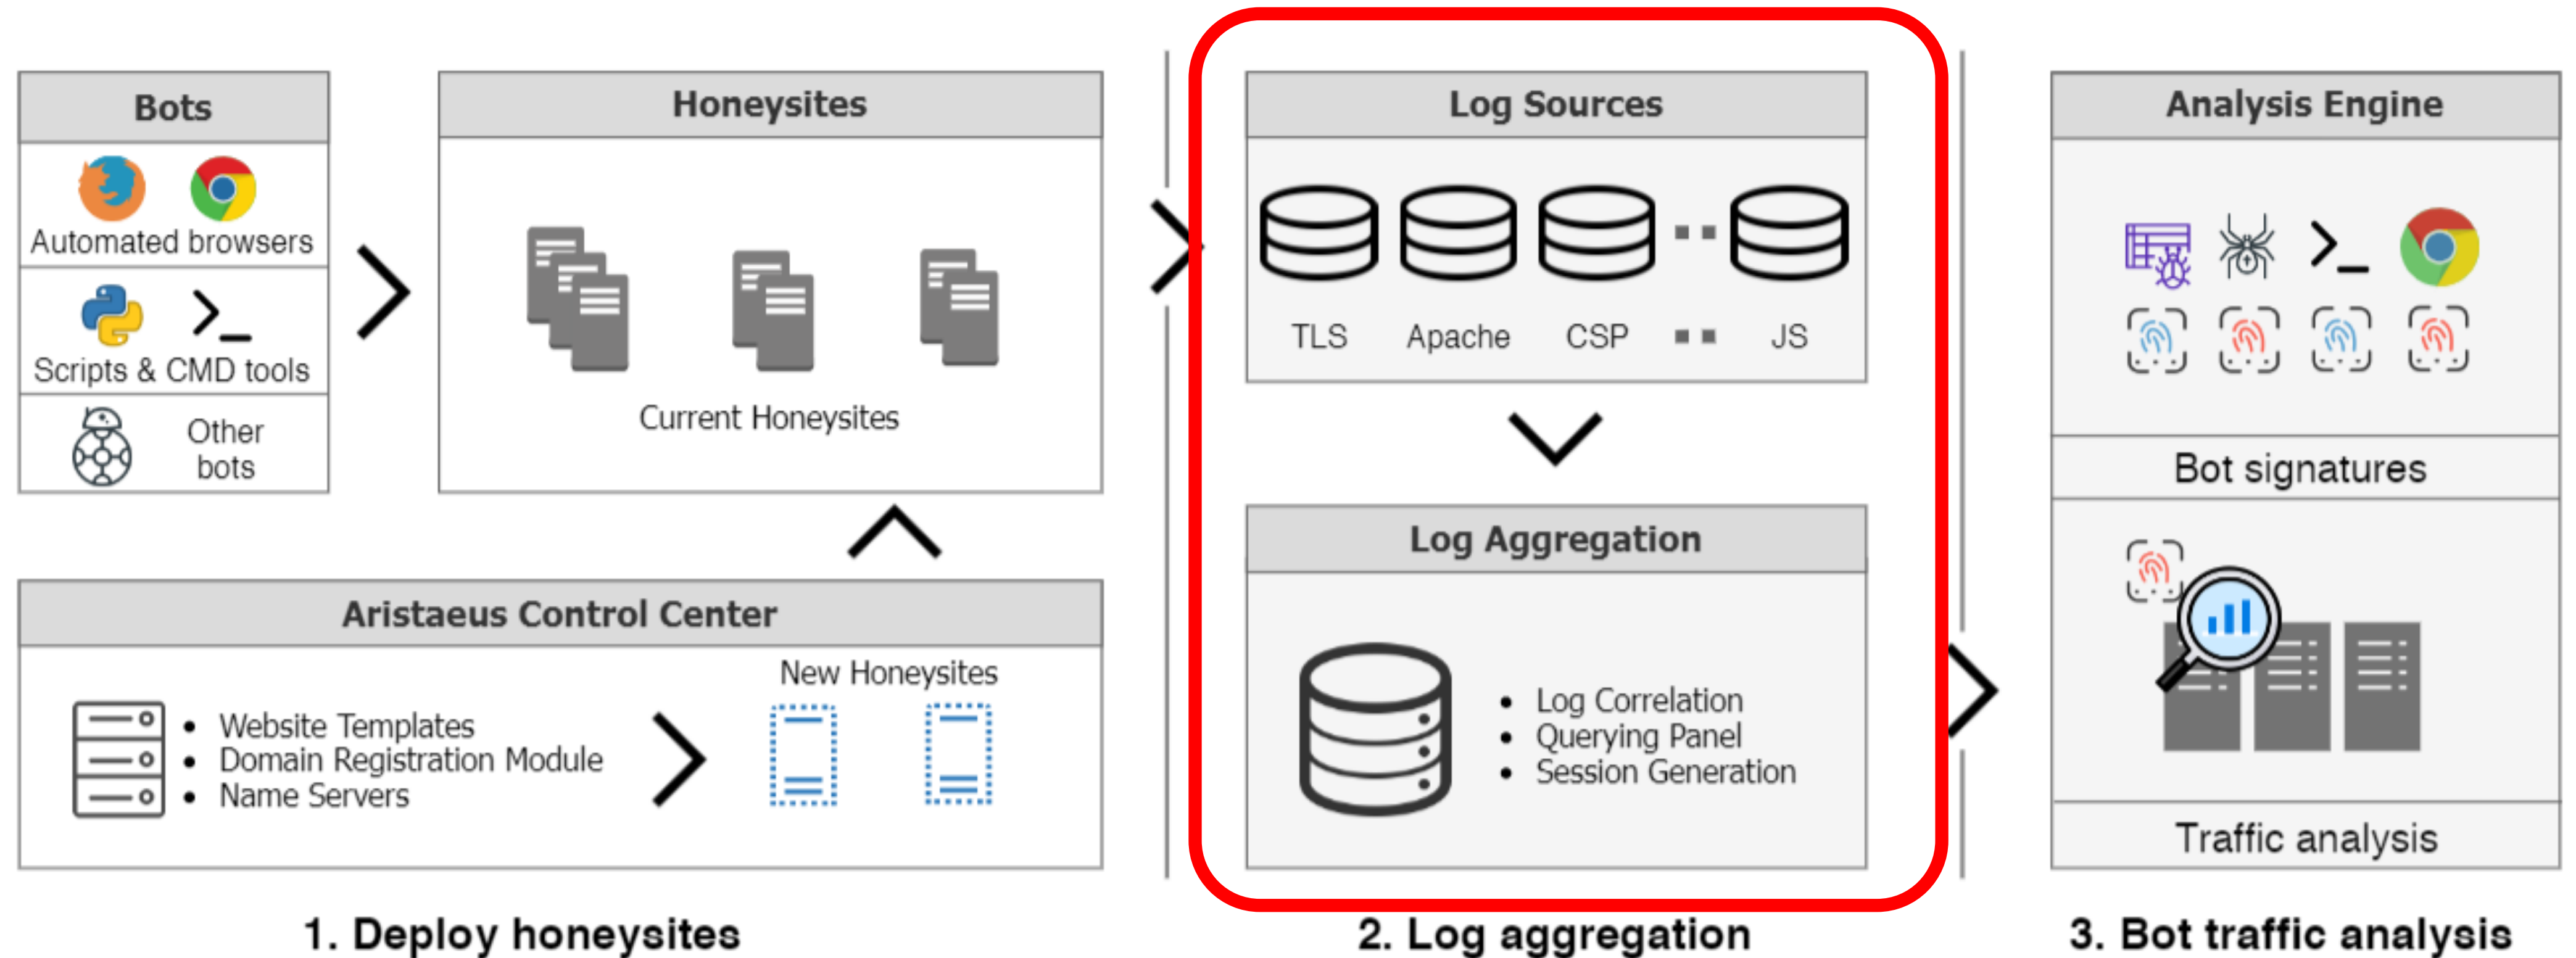 Bots
Automated browsers
Scripts & CMD tools
Other
bots
Honeysites
Current Honeysites
Aristaeus Control Center
• Website Templates
• Domain Registration Module
• Name Servers
New Honeysites
1. Deploy honeysites
Log Sources
TLS Apache CSP JS
Log Aggregation
• Log Correlation
• Querying Panel
• Session Generation
2. Log aggregation
Analysis Engine
Bot signatures
Traffic analysis
3. Bot traffic analysis